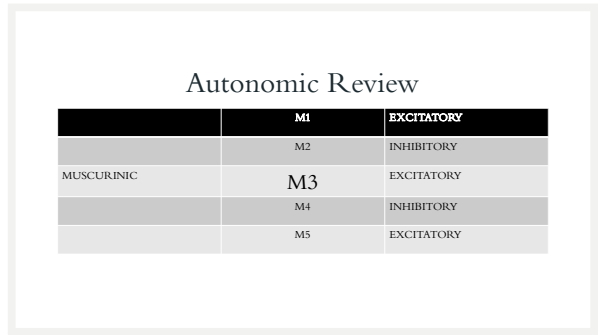 Autonomic Review
M1 EXCITATORY
M2 INHIBITORY
MUSCURINIC M3 EXCITATORY
M4 INHIBITORY
M5 EXCITATORY